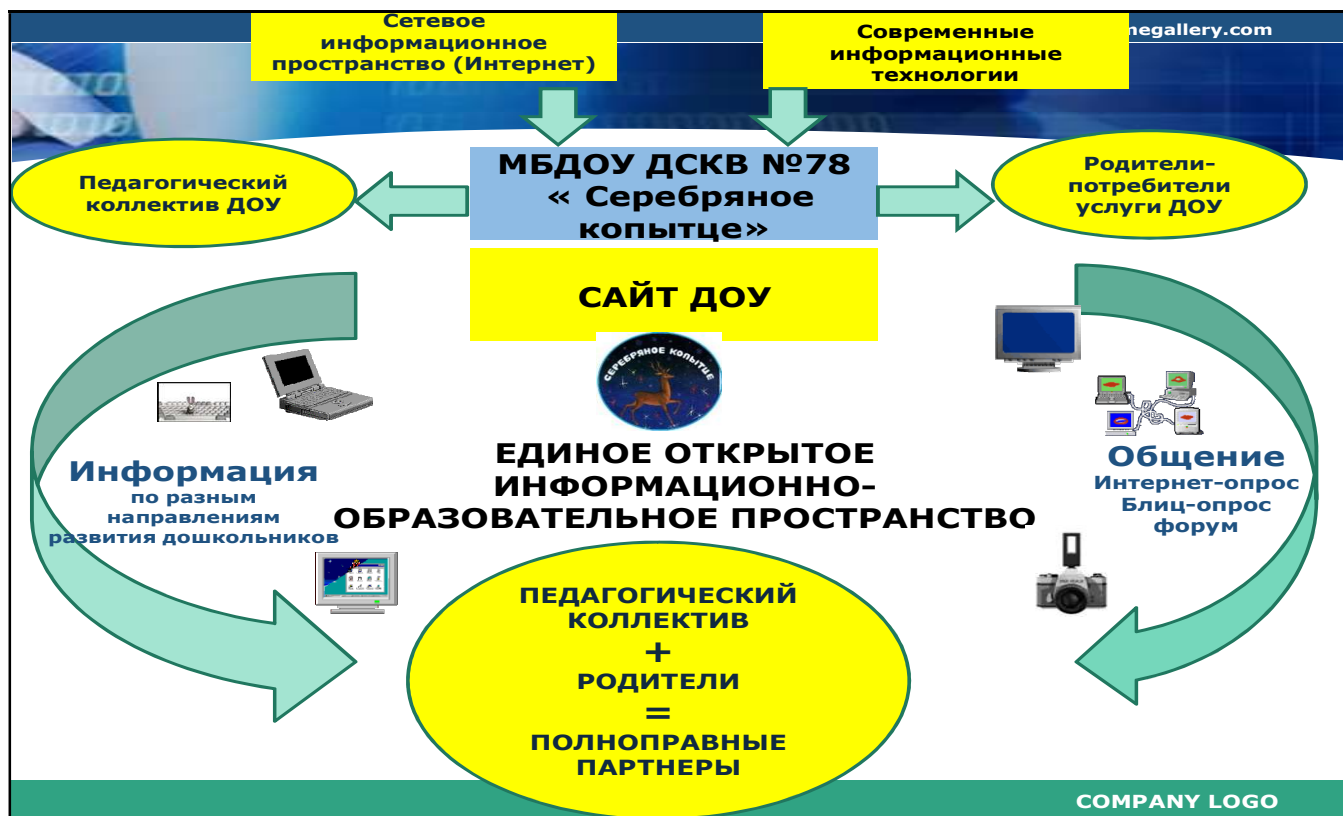 Сетевое
информационное
пространство (Интернет)
Современные
информационные
технологии
negallery.com
МБДОУ ДСКВ №78
« Серебряное
копытце»
Педагогический
коллектив ДОУ
Родители-
потребители
услуги ДОУ
САЙТ ДОУ
СЕРЕБРЯНОЕ КОПЫТЦЕ
ЕДИНОЕ ОТКРЫТОЕ
ИНФОРМАЦИОННО-
ОБРАЗОВАТЕЛЬНОЕ ПРОСТРАНСТВО
Информация
по разным
направлениям
развития дошкольников
Общение
Интернет-опрос
Блиц-опрос
форум
ПЕДАГОГИЧЕСКИЙ
КОЛЛЕКТИВ
+
РОДИТЕЛИ
=
ПОЛНОПРАВНЫЕ
ПАРТНЕРЫ
COMPANY LOGO